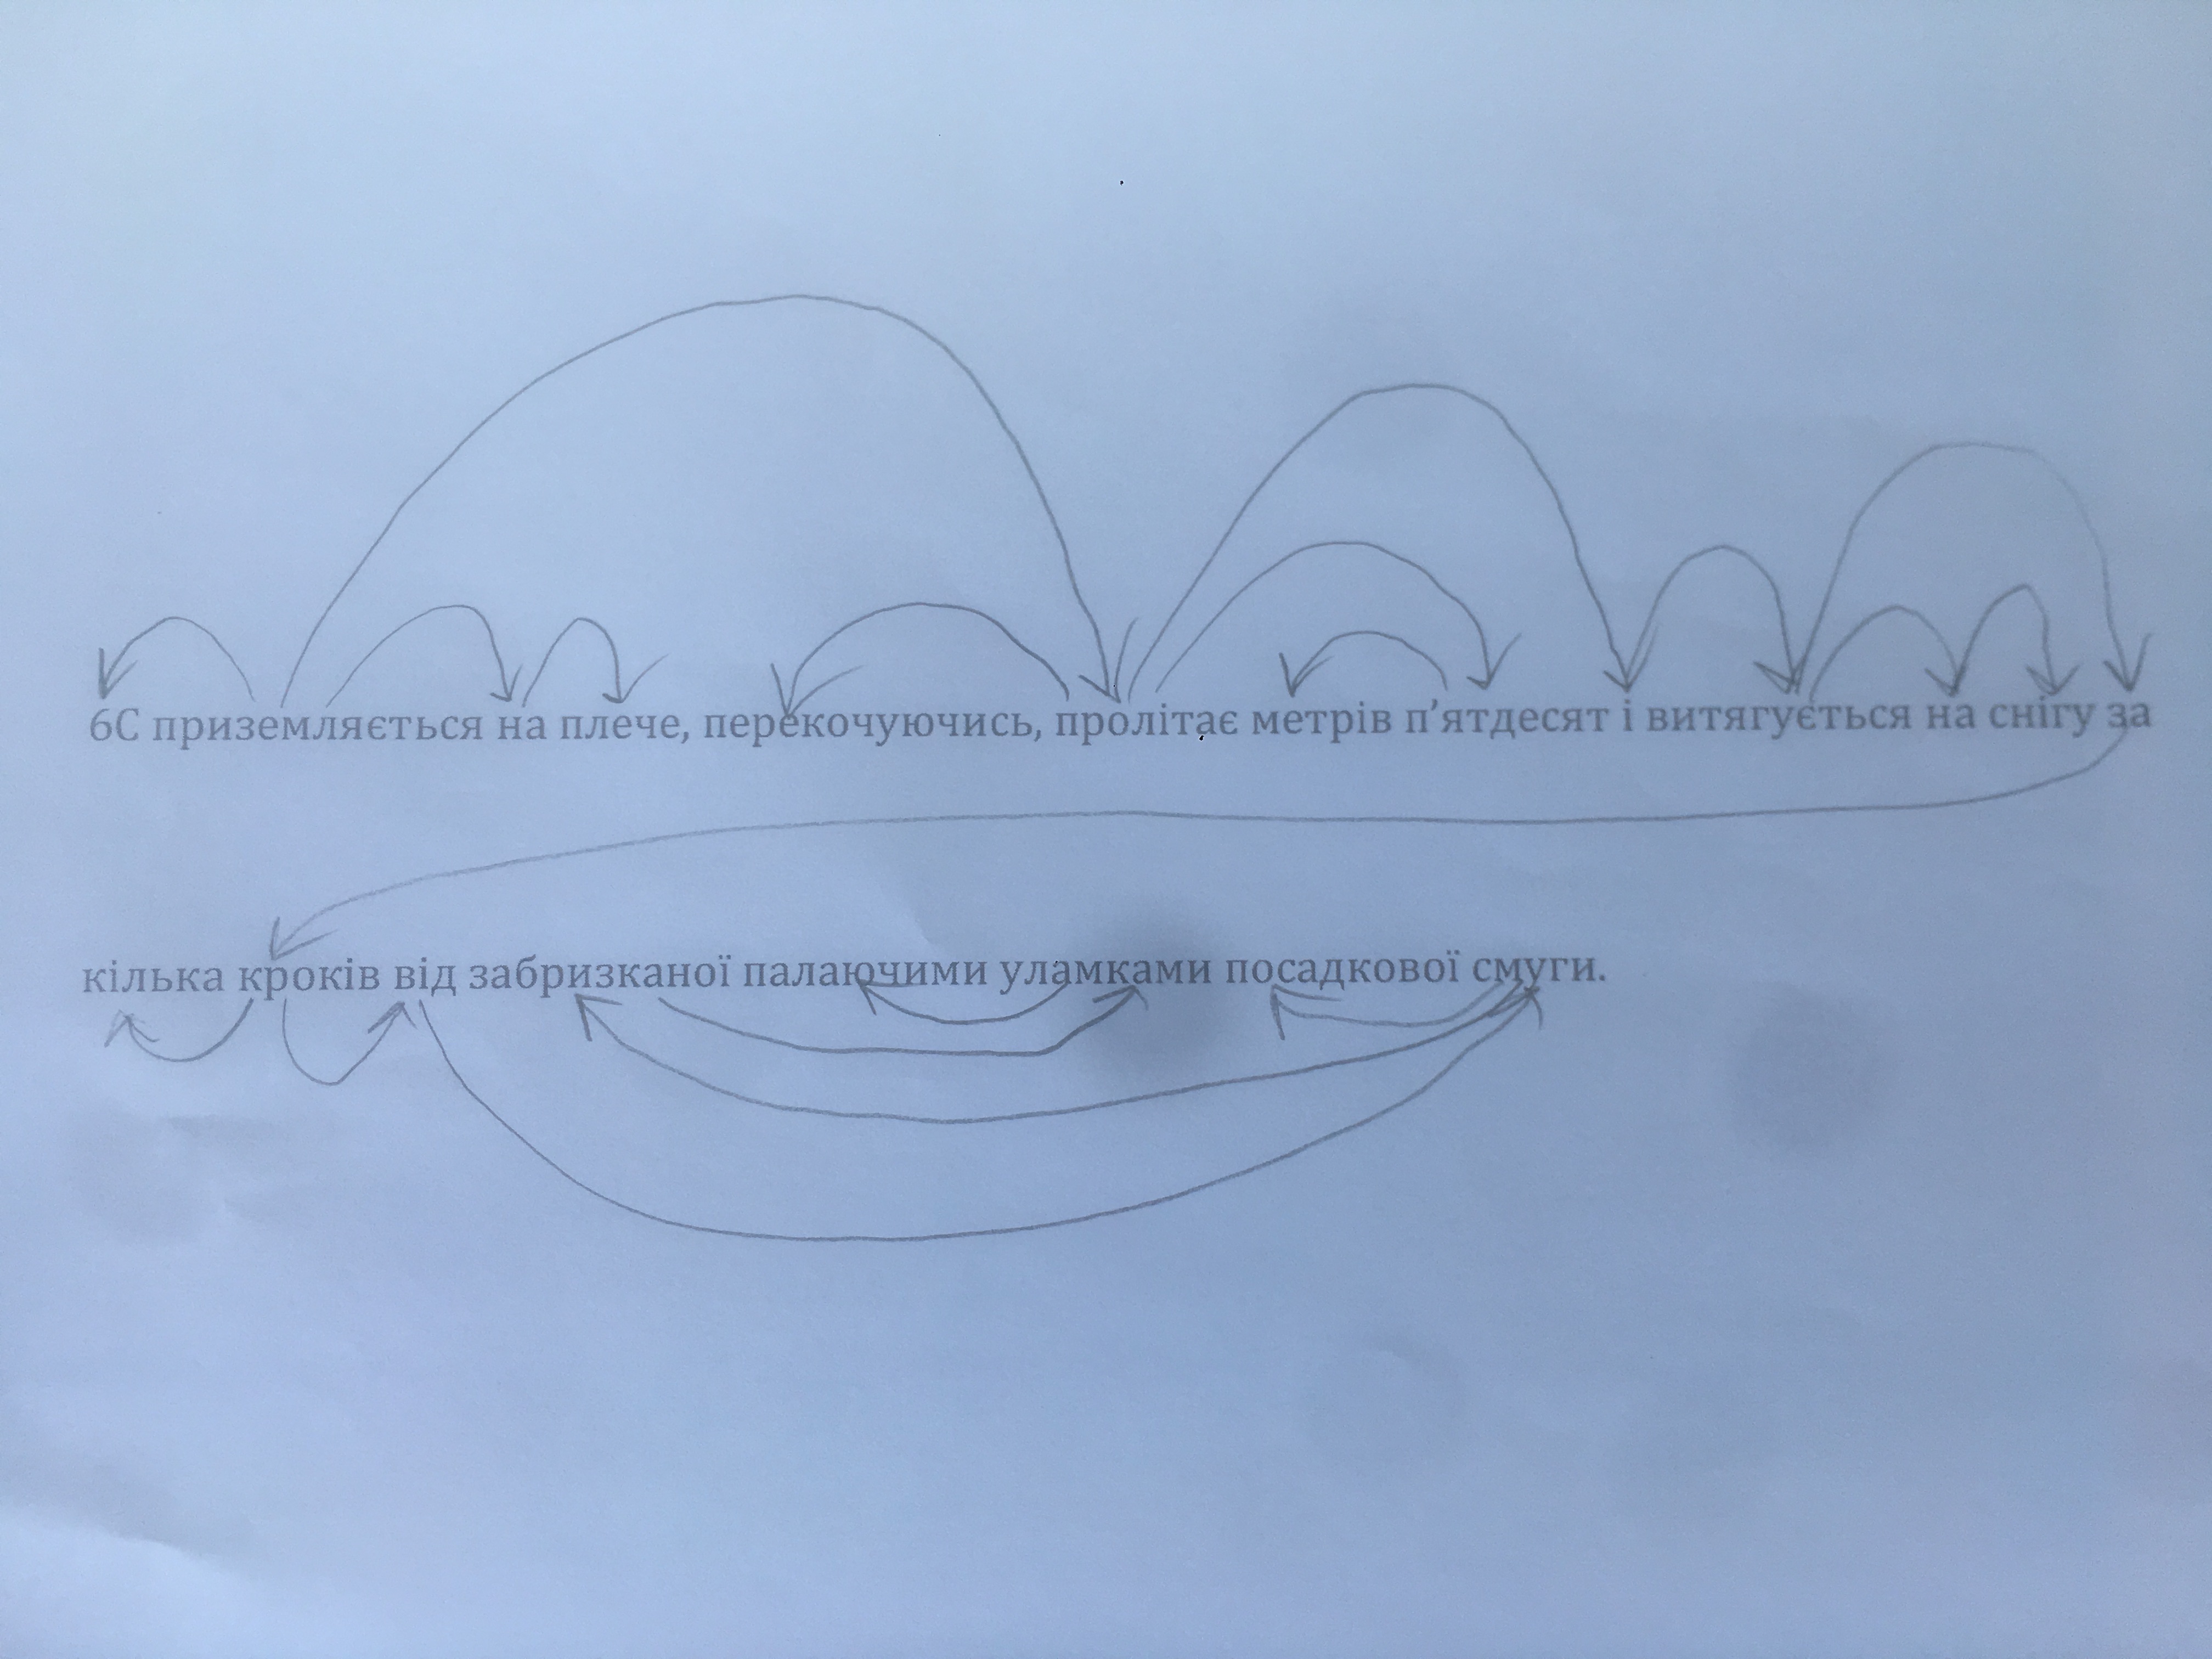 6С приземляється на плече, перекочуючись, пролітає метрів п’ятдесят і витягується на снігу за
кілька кроків від забризканої палаючими уламками посадкової смуги.